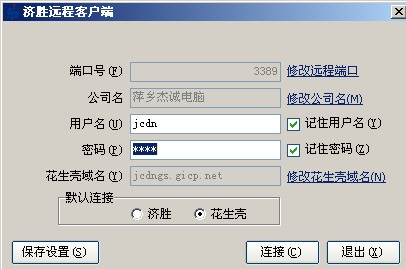 济胜远程客户端
端口号(F) 3389 修改远程端口
公司名 萍乡杰诚电脑 修改公司名(M)
用户名(U) jcdn 记住用户名(Y)
密码(P) **** 记住密码(Z)
花生壳域名(Y) jcdngs.gicp.net 修改花生壳域名(N)
默认连接
济胜 花生壳
保存设置(S) 连接(C) 退出(X)